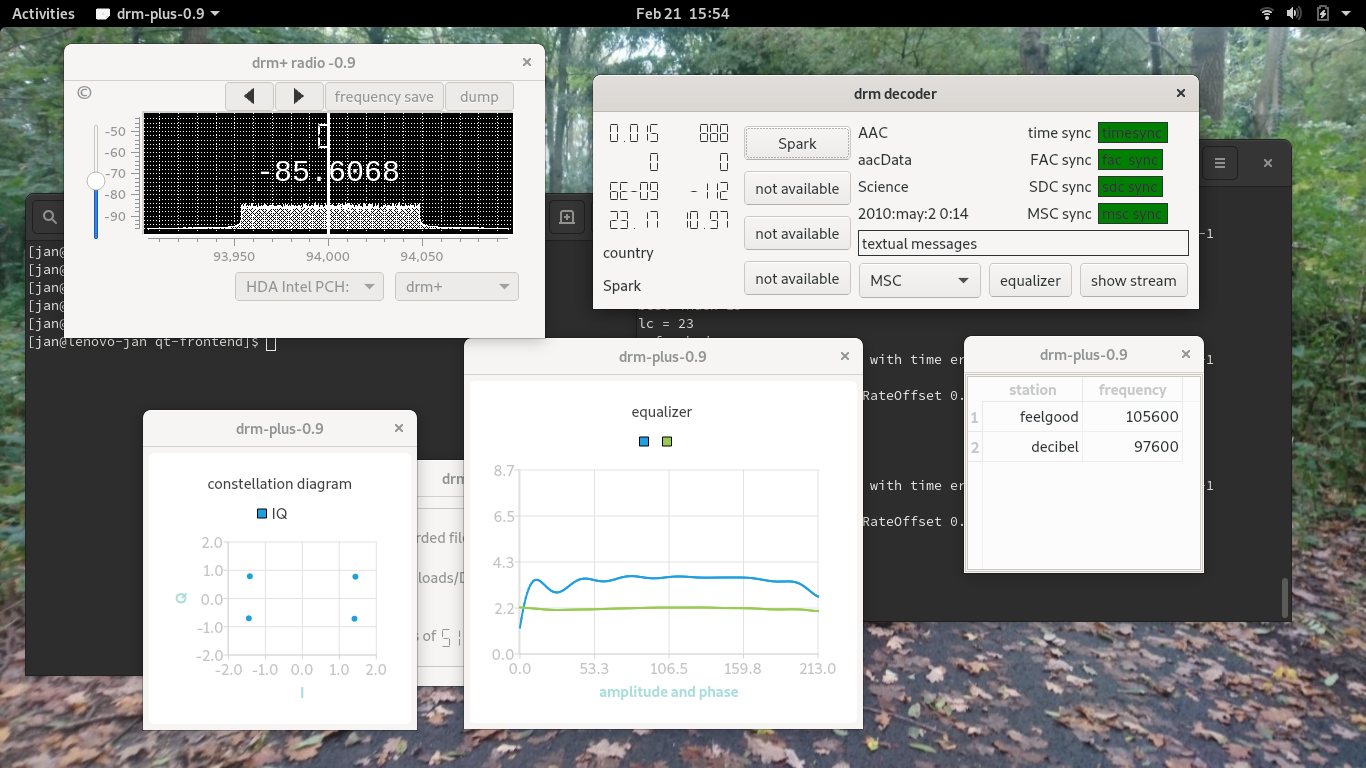 Activities drm-plus-0.9 Feb 21 15:54
drm+ radio -0.9
©
frequency save dump
-50
-60
-70
-80
-90
-85.6068
93,950 94,000 94,050
HDA Intel PCH: drm+
drm decoder
0.015 888
0 0
6E-09 -112
23.17 10.97
country
Spark
Spark
not available
not available
not available
AAC
aacData
Science
2010:may:2 0:14
time sync timesync
FAC sync fac sync
SDC sync sdc sync
MSC sync msc sync
textual messages
MSC equalizer show stream
[jan@
[jan@
[jan@
[jan@
[jan@
[jan@lenovo-jan qt-frontend]$
-1
lc = 23
with time er
-1
RateOffset 0.
with time er
-1
RateOffset 0.
drm-plus-0.9
equalizer
8.7
6.5
4.3
2.2
0.0
0.0 53.3 106.5 159.8 213.0
amplitude and phase
drm-plus-0.9
station frequency
1 feelgood 105600
2 decibel 97600
drm-plus-0.9
constellation diagram
IQ
2.0
1.0
0.0
-1.0
-2.0
Q
-2.0 -1.0 0.0 1.0 2.0
I
drm
rded file
loads/D
s of 51